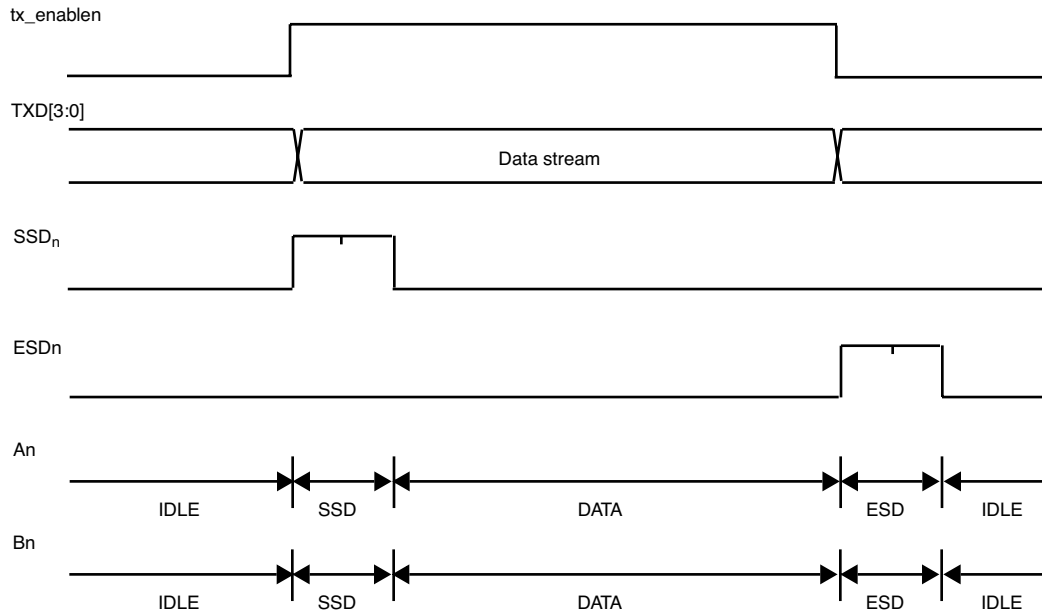 tx_enablen
TXD[3:0]
Data stream
SSDn
ESDn
An
IDLE SSD DATA ESD IDLE
Bn
IDLE SSD DATA ESD IDLE